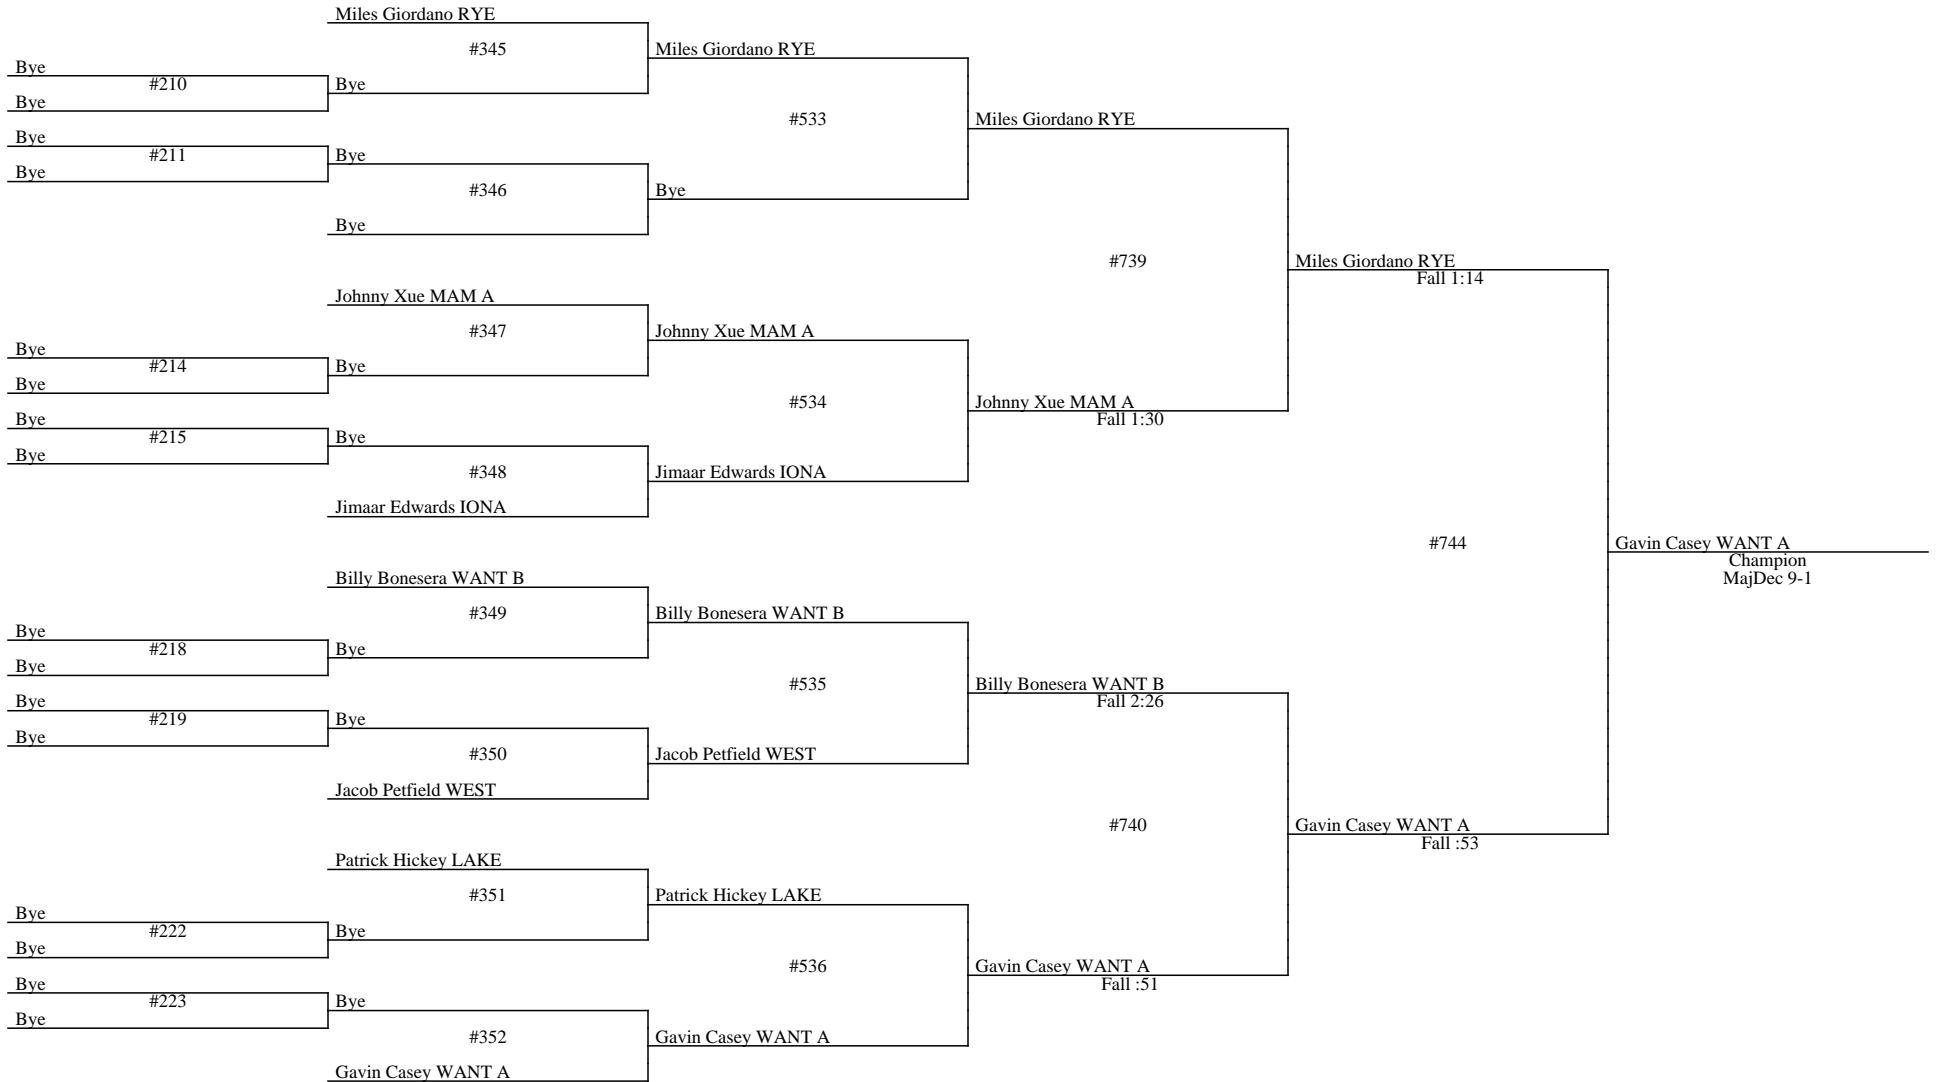 Miles Giordano RYE
#345
Miles Giordano RYE
Bye
#210
Bye
Bye
#533
Miles Giordano RYE
Bye
#211
Bye
Bye
#346
Bye
Bye
#739
Miles Giordano RYE
Fall 1:14
Johnny Xue MAM A
#347
Johnny Xue MAM A
Bye
#214
Bye
Bye
#534
Johnny Xue MAM A
Fall 1:30
Bye
#215
Bye
Bye
#348
Jimaar Edwards IONA
Jimaar Edwards IONA
#744
Gavin Casey WANT A
Champion
MajDec 9-1
Billy Bonesera WANT B
#349
Billy Bonesera WANT B
Bye
#218
Bye
Bye
#535
Billy Bonesera WANT B
Fall 2:26
Bye
#219
Bye
Bye
#350
Jacob Petfield WEST
Jacob Petfield WEST
#740
Gavin Casey WANT A
Fall :53
Patrick Hickey LAKE
#351
Patrick Hickey LAKE
Bye
#222
Bye
Bye
#536
Gavin Casey WANT A
Fall :51
Bye
#223
Bye
Bye
#352
Gavin Casey WANT A
Gavin Casey WANT A